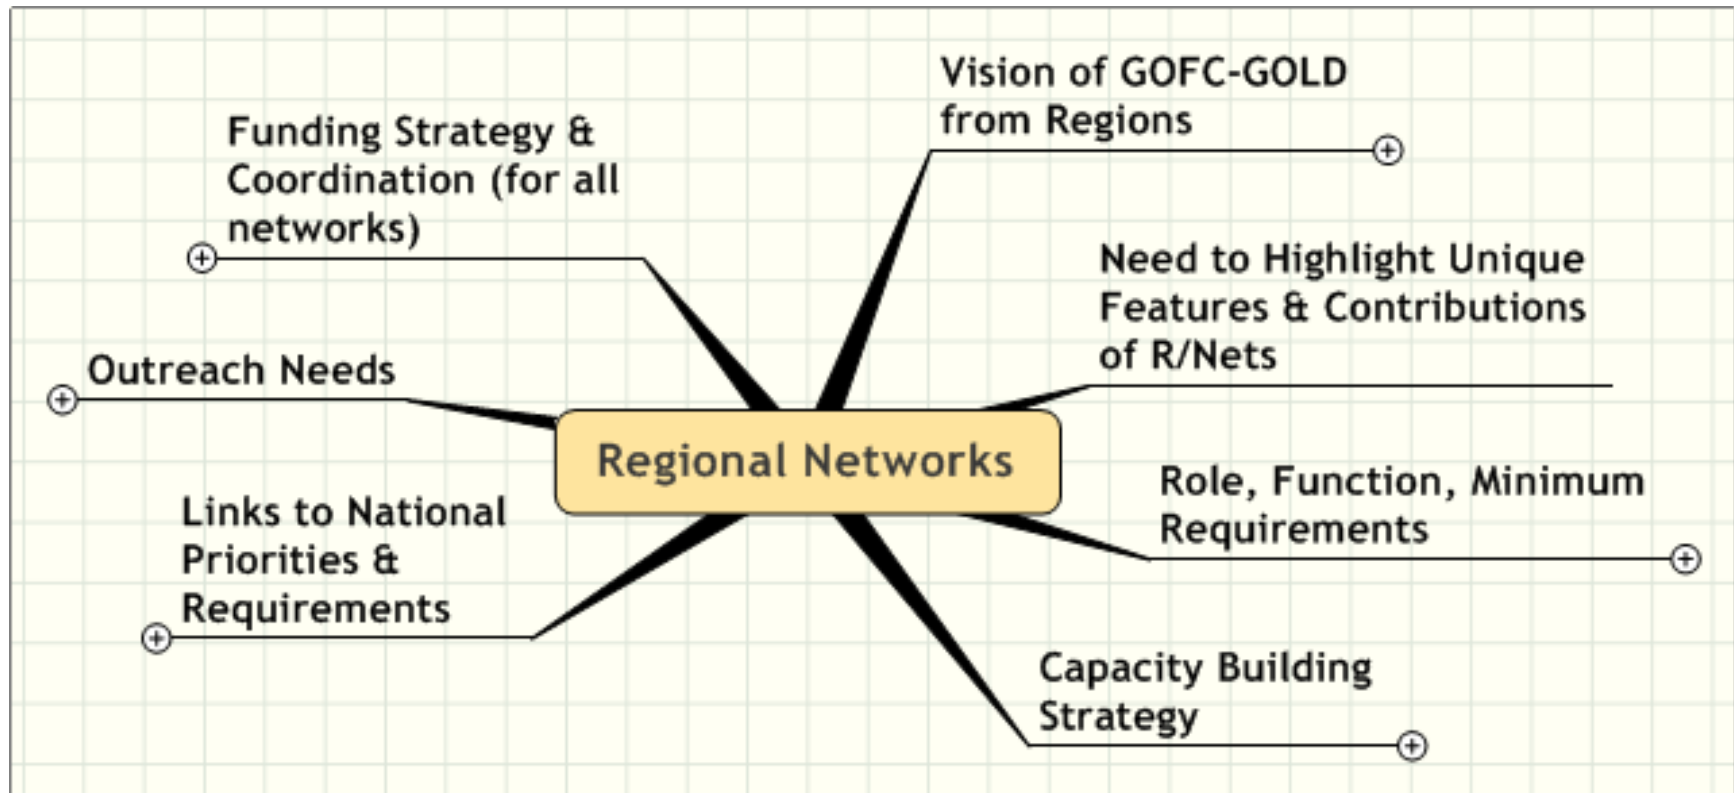 Vision of GOFC-GOLD
from Regions
Need to Highlight Unique
Features & Contributions
of R/Nets
Role, Function, Minimum
Requirements
Capacity Building
Strategy
Funding Strategy &
Coordination (for all
networks)
Outreach Needs
Links to National
Priorities &
Requirements
Regional Networks